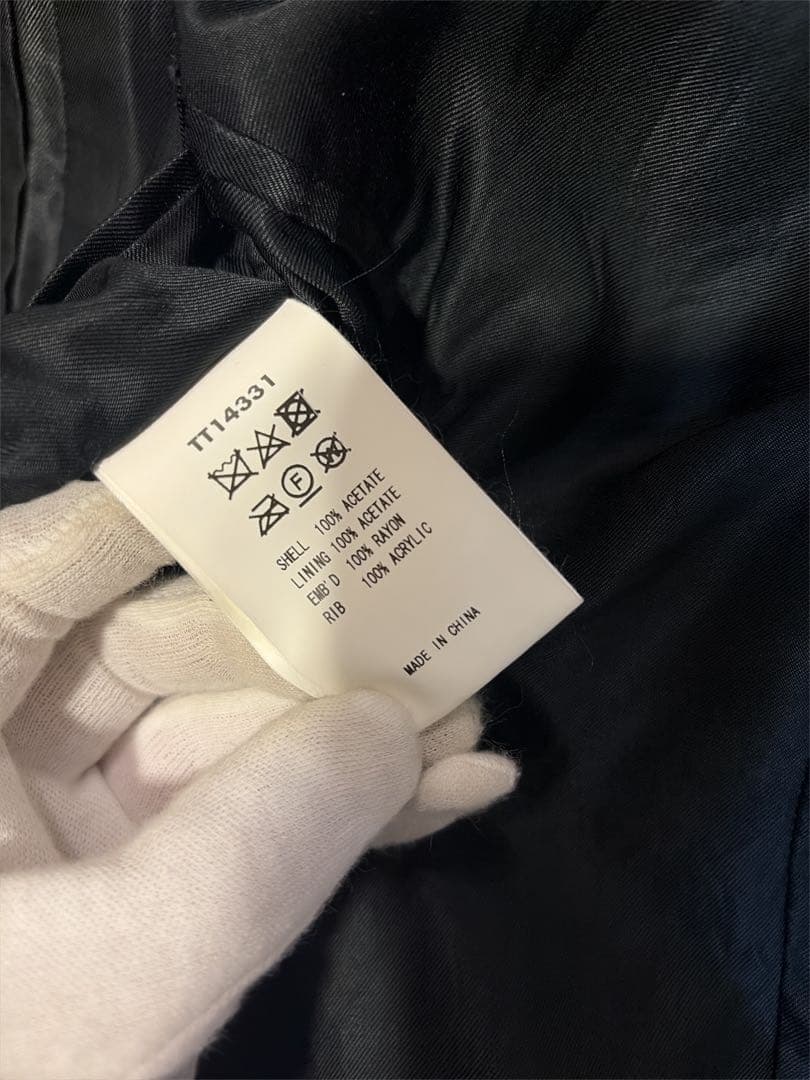 TT14331
F
W
SHELL 100% ACETATE
LINING 100% ACETATE
EMB'D 100% RAYON
RIB 100% ACRYLIC
MADE IN CHINA